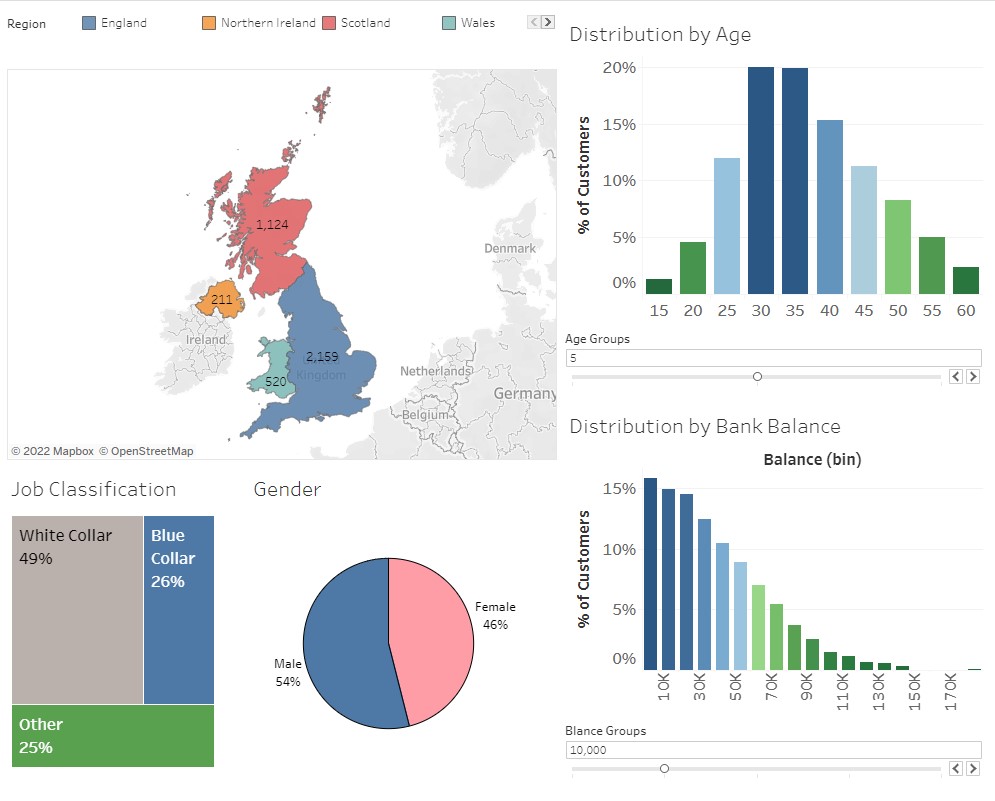 Region
England
Northern Ireland
Scotland
Wales
1,124
211
Ireland
2,159
Kingdom
520
Denmark
Netherlands
Belgium
Germany
© 2022 Mapbox © OpenStreetMap
Distribution by Age
% of Customers
20%
15%
10%
5%
0%
15 20 25 30 35 40 45 50 55 60
Age Groups
5
Job Classification
White Collar
49%
Blue
Collar
26%
Other
25%
Gender
Female
46%
Male
54%
Distribution by Bank Balance
Balance (bin)
% of Customers
15%
10%
5%
0%
10K 30K 50K 70K 90K 110K 130K 150K 170K
Blance Groups
10,000